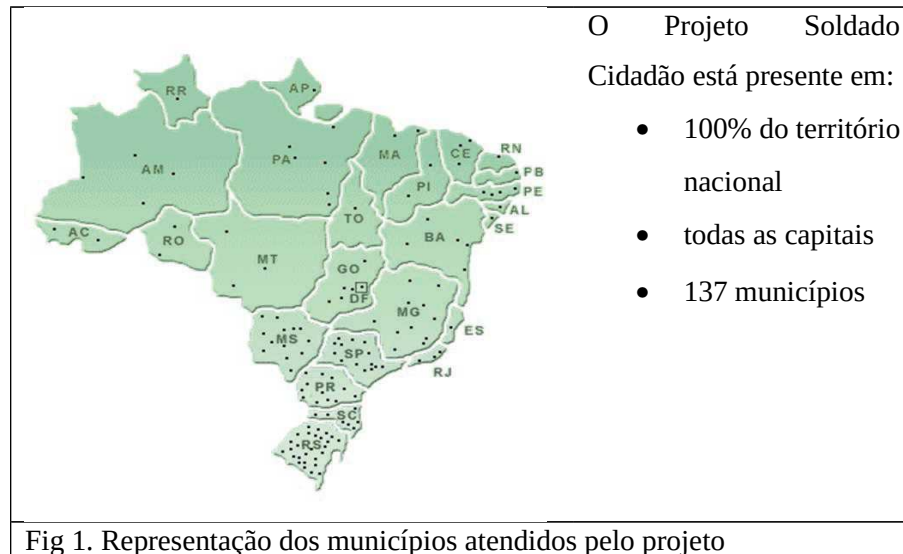 O Projeto Soldado
Cidadão está presente em:
• 100% do território
nacional
• todas as capitais
• 137 municípios
RR
AP
AM
PA
MA
CE
RN
PB
PE
AL
SE
PI
TO
AC
RO
MT
BA
GO
DF
MG
ES
MS
SP
RJ
PR
SC
RS
Fig 1. Representação dos municípios atendidos pelo projeto